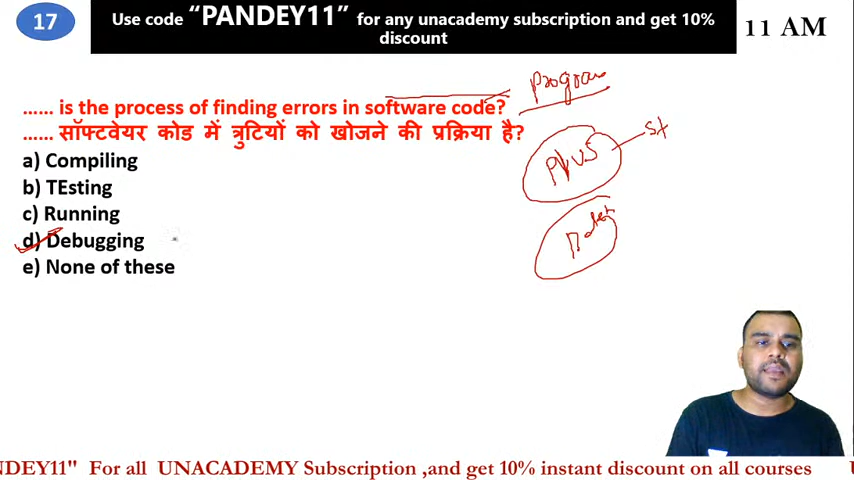 17
Use code “PANDEY11” for any unacademy subscription and get 10%
discount
11 AM
...... is the process of finding errors in software code?
...... सॉफ्टवेयर कोड में त्रुटियों को खोजने की प्रक्रिया है?
a) Compiling
b) TEsting
c) Running
d) Debugging
e) None of these
Program
NDEY11" For all UNACADEMY Subscription ,and get 10% instant discount on all courses